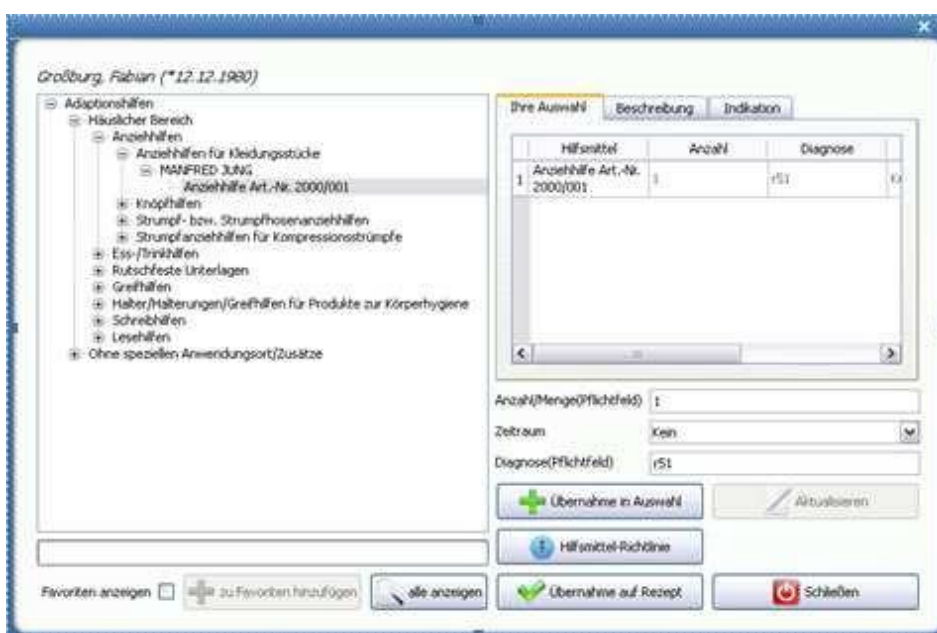 Großburg, Fabian (*12.12.1980)
Adaptionshilfen
Häuslicher Bereich
Anziehhilfen
Anziehhilfen für Kleidungsstücke
MANFRED JUNG
Anziehhilfe Art.-Nr. 2000/001
Knöpfhilfen
Strumpf- bzw. Strumpfhosenanziehhilfen
Strumpfanziehhilfen für Kompressionsstrümpfe
Ess-/Trinkhilfen
Rutschfeste Unterlagen
Greifhilfen
Halter/Halterungen/Greifhilfen für Produkte zur Körperhygiene
Schreibhilfen
Lesehilfen
Ohne speziellen Anwendungsort/Zusätze
Ihre Auswahl Beschreibung Indikation
Hilfsmittel Anzahl Diagnose
1 Anziehhilfe Art.-Nr. 2000/001 1 r51
Anzahl/Menge(Pflichtfeld) 1
Zeitraum Kein
Diagnose(Pflichtfeld) r51
Übernahme in Auswahl Aktualisieren
Hilfsmittel-Richtlinie
Favoriten anzeigen zu Favoriten hinzufügen alle anzeigen Übernahme auf Rezept Schließen